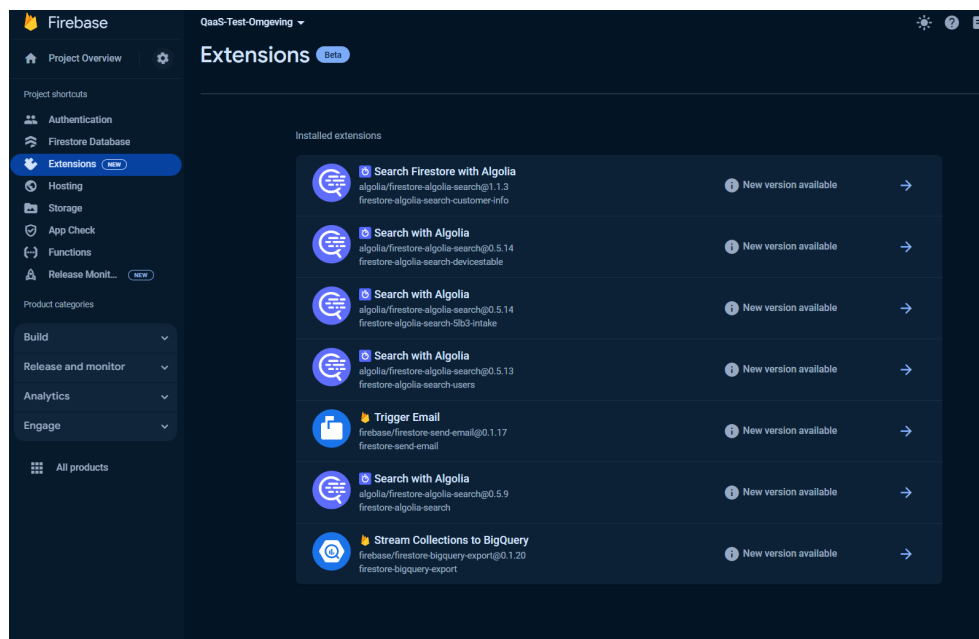 Firebase
QaaS-Test-Omgeving
Project Overview
Extensions Beta
Project shortcuts
Authentication
Firestore Database
Extensions NEW
Hosting
Storage
App Check
Functions
Release Monit... NEW
Product categories
Build
Release and monitor
Analytics
Engage
All products
Installed extensions
Search Firestore with Algolia
algolia/firestore-algolia-search@1.1.3
firestore-algolia-search-customer-info
New version available
Search with Algolia
algolia/firestore-algolia-search@0.5.14
firestore-algolia-search-devicestable
New version available
Search with Algolia
algolia/firestore-algolia-search@0.5.14
firestore-algolia-search-5lb3-intake
New version available
Search with Algolia
algolia/firestore-algolia-search@0.5.13
firestore-algolia-search-users
New version available
Trigger Email
firebase/firestore-send-email@0.1.17
firestore-send-email
New version available
Search with Algolia
algolia/firestore-algolia-search@0.5.9
firestore-algolia-search
New version available
Stream Collections to BigQuery
firebase/firestore-bigquery-export@0.1.20
firestore-bigquery-export
New version available